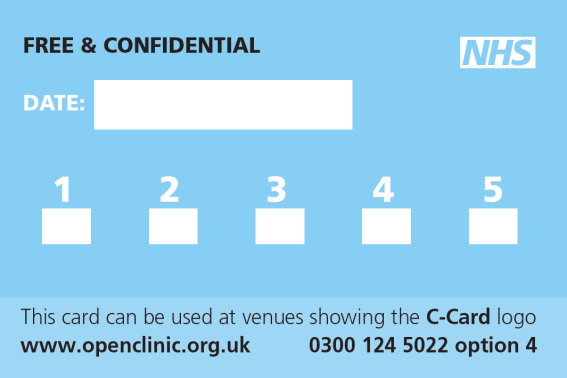 FREE & CONFIDENTIAL
NHS
DATE:
1 2 3 4 5
This card can be used at venues showing the C-Card logo
www.openclinic.org.uk 0300 124 5022 option 4